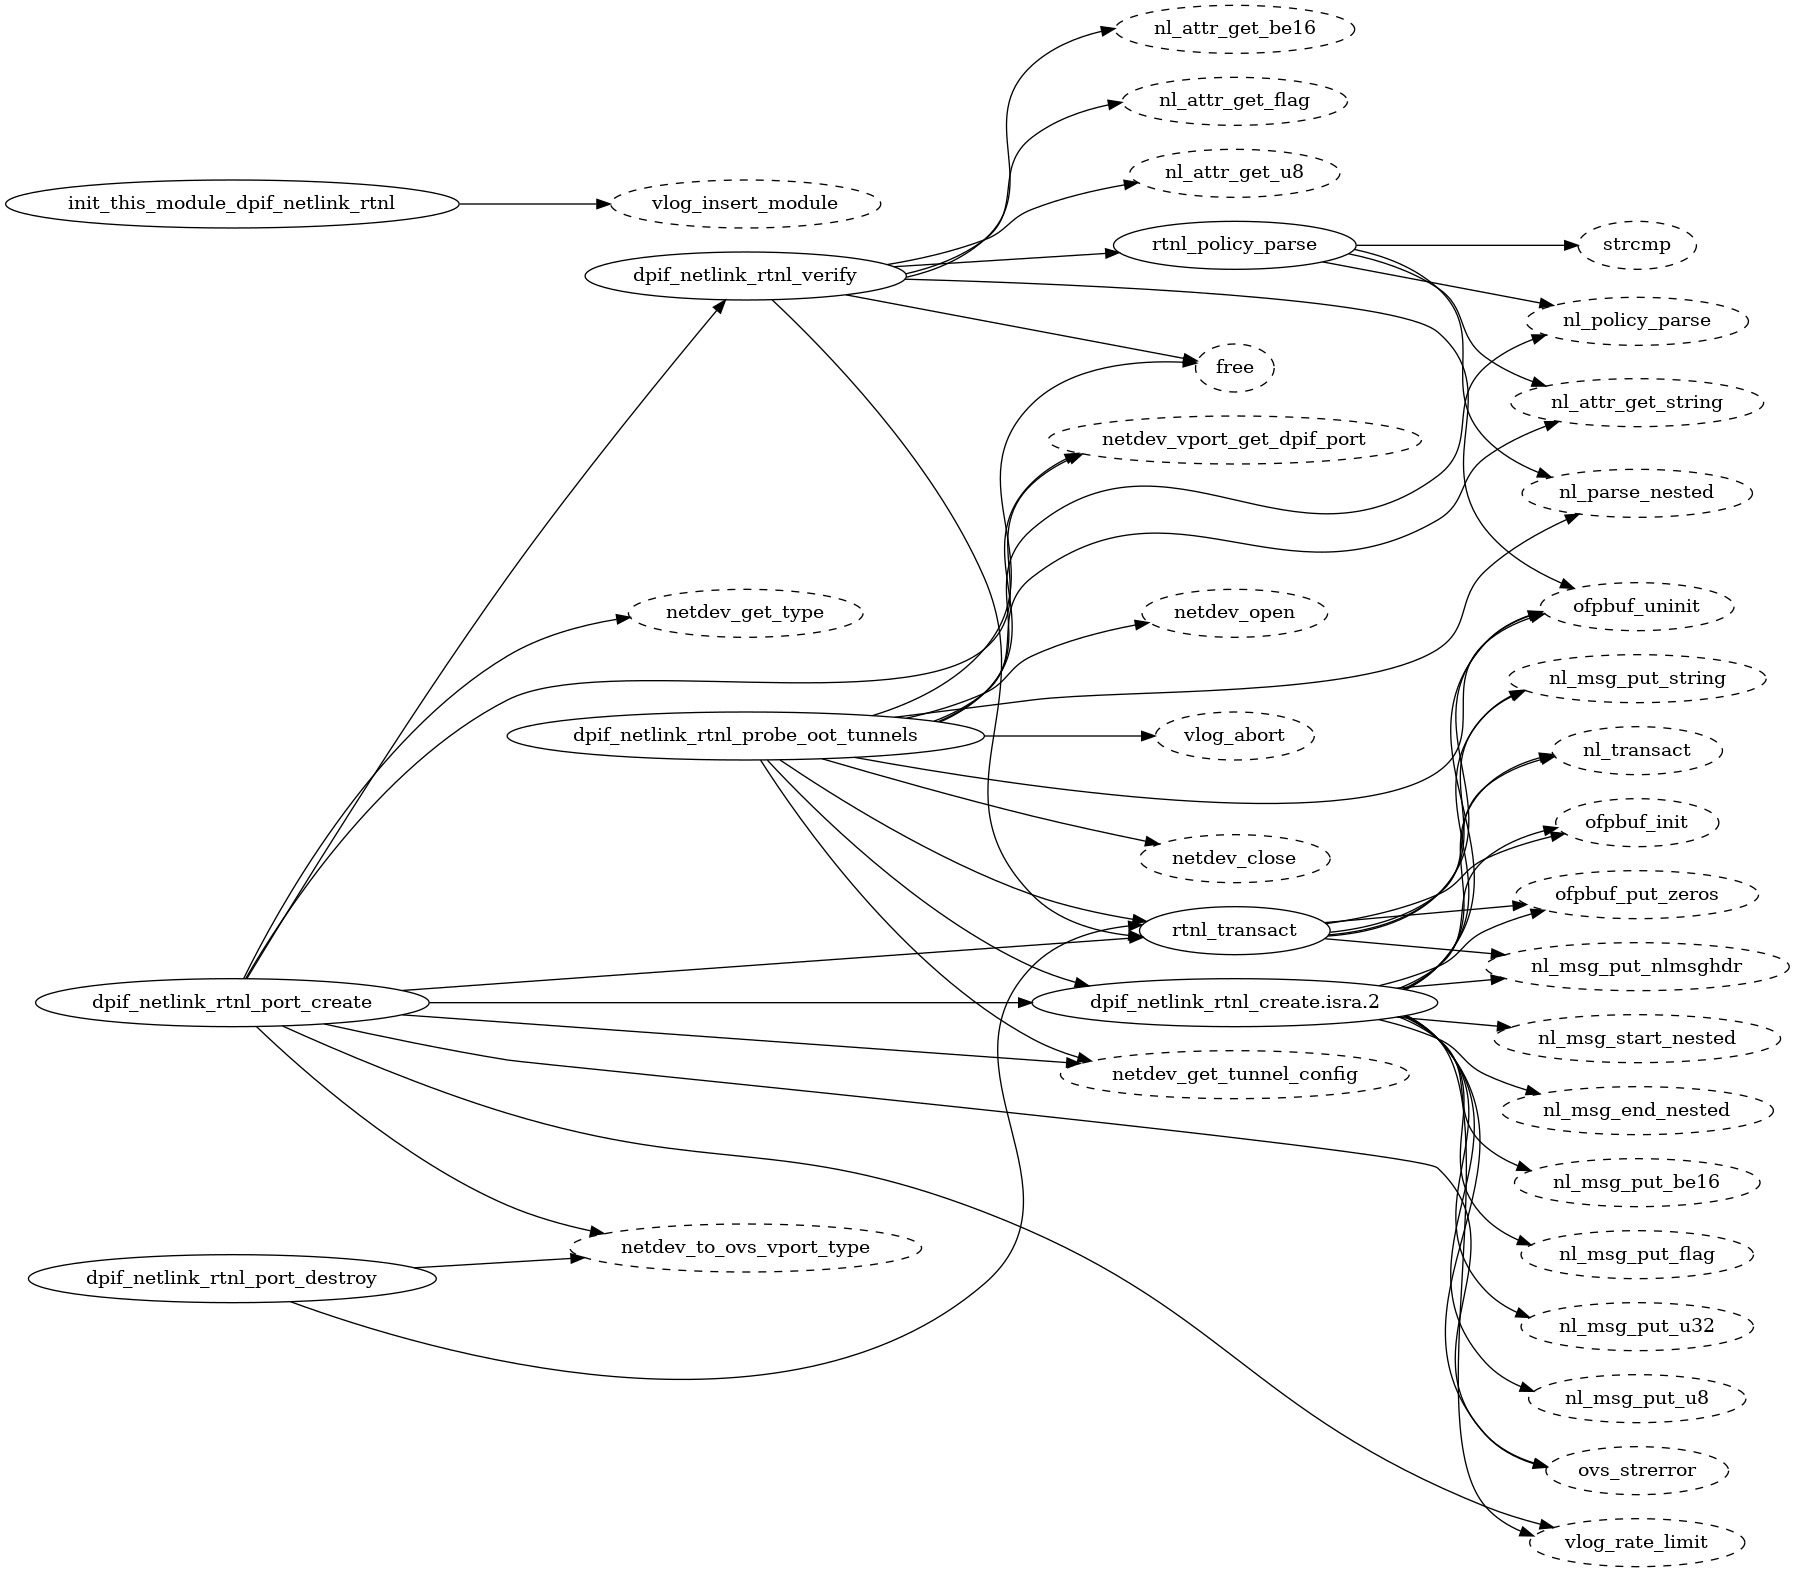 nl_attr_get_be16
nl_attr_get_flag
nl_attr_get_u8
init_this_module_dpif_netlink_rtnl
vlog_insert_module
rtnl_policy_parse
strcmp
dpif_netlink_rtnl_verify
nl_policy_parse
free
nl_attr_get_string
netdev_vport_get_dpif_port
nl_parse_nested
netdev_get_type
netdev_open
ofpbuf_uninit
nl_msg_put_string
dpif_netlink_rtnl_probe_oot_tunnels
vlog_abort
nl_transact
ofpbuf_init
netdev_close
ofpbuf_put_zeros
rtnl_transact
nl_msg_put_nlmsghdr
dpif_netlink_rtnl_port_create
dpif_netlink_rtnl_create.isra.2
nl_msg_start_nested
netdev_get_tunnel_config
nl_msg_end_nested
nl_msg_put_be16
netdev_to_ovs_vport_type
nl_msg_put_flag
dpif_netlink_rtnl_port_destroy
nl_msg_put_u32
nl_msg_put_u8
ovs_strerror
vlog_rate_limit